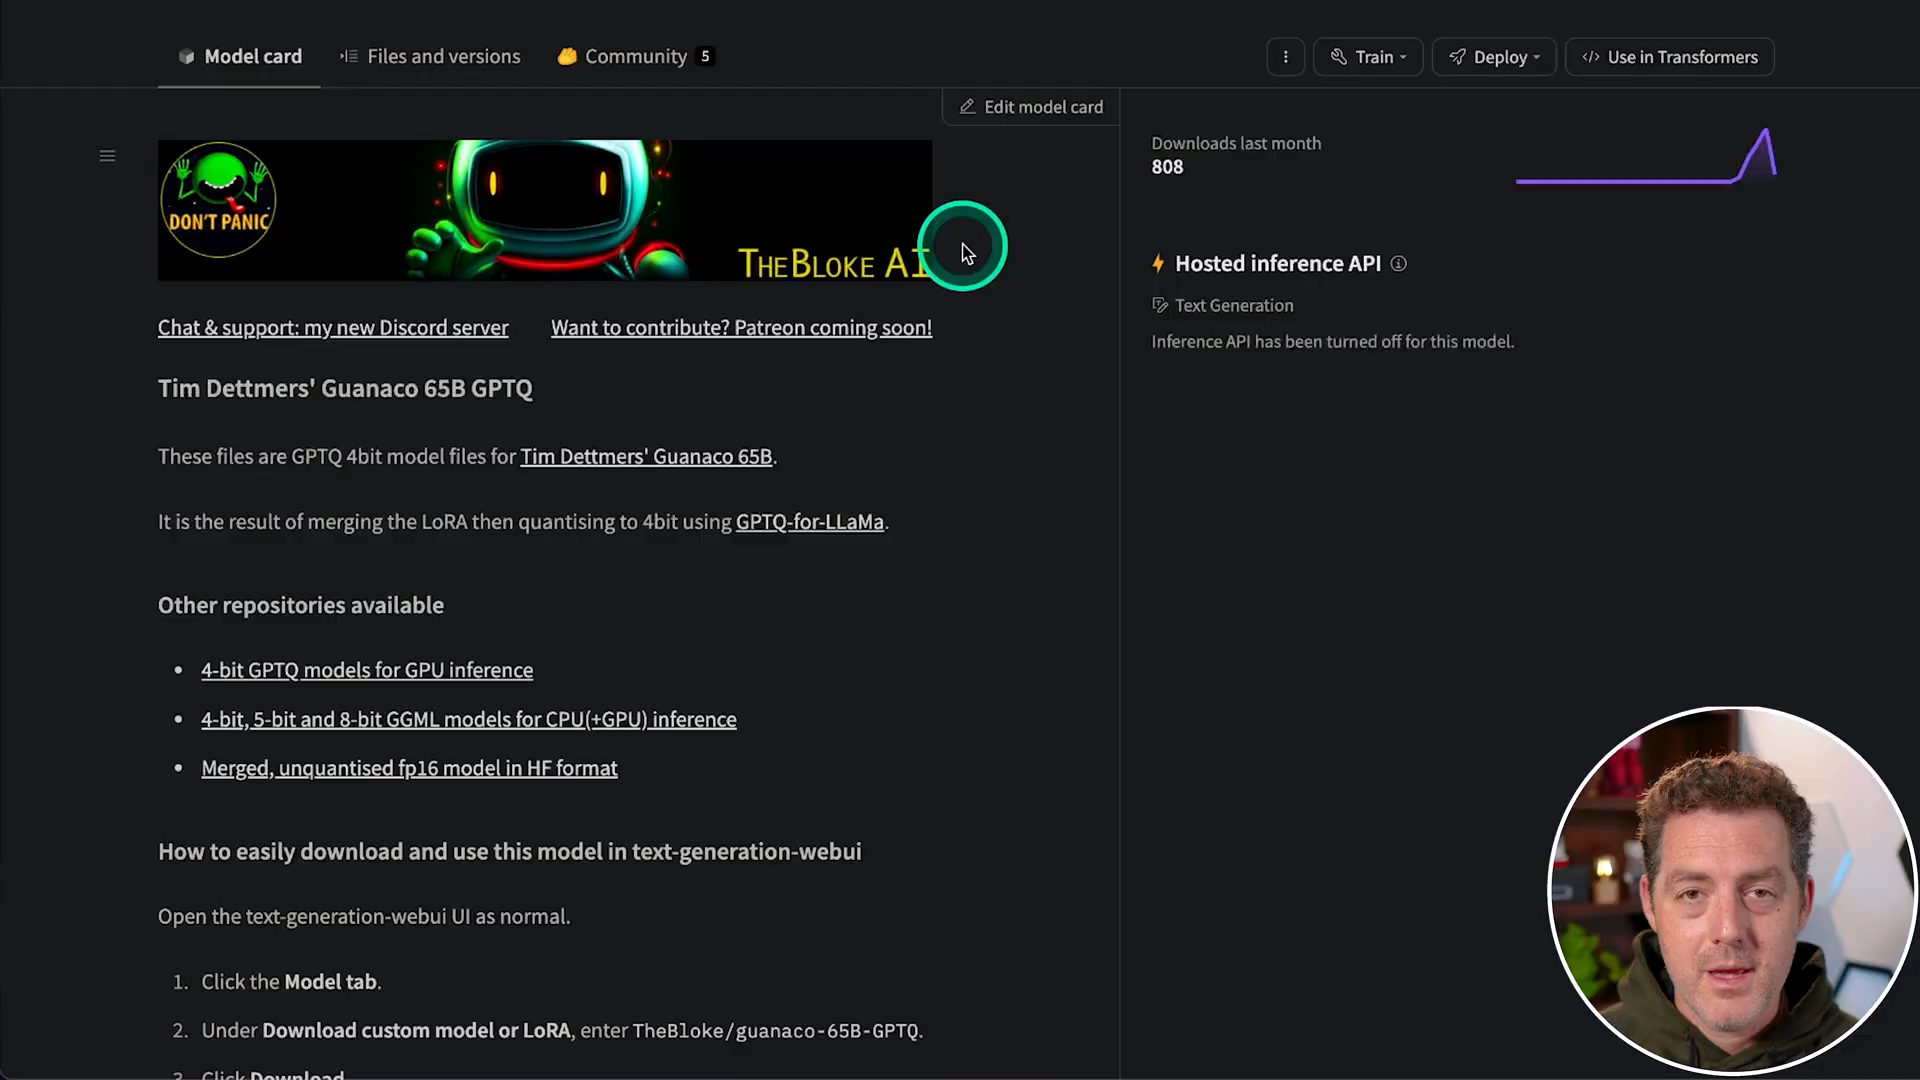 Model card
Files and versions
Community 5
Train
Deploy
Use in Transformers
Edit model card
DON'T PANIC
THEBLOKE AI
Chat & support: my new Discord server
Want to contribute? Patreon coming soon!
Tim Dettmers' Guanaco 65B GPTQ
These files are GPTQ 4bit model files for Tim Dettmers' Guanaco 65B.
It is the result of merging the LoRA then quantising to 4bit using GPTQ-for-LLaMa.
Other repositories available
• 4-bit GPTQ models for GPU inference
• 4-bit, 5-bit and 8-bit GGML models for CPU(+GPU) inference
• Merged, unquantised fp16 model in HF format
How to easily download and use this model in text-generation-webui
Open the text-generation-webui UI as normal.
1. Click the Model tab.
2. Under Download custom model or LoRA, enter TheBloke/guanaco-65B-GPTQ.
3. Click Download
Downloads last month
808
Hosted inference API
Text Generation
Inference API has been turned off for this model.